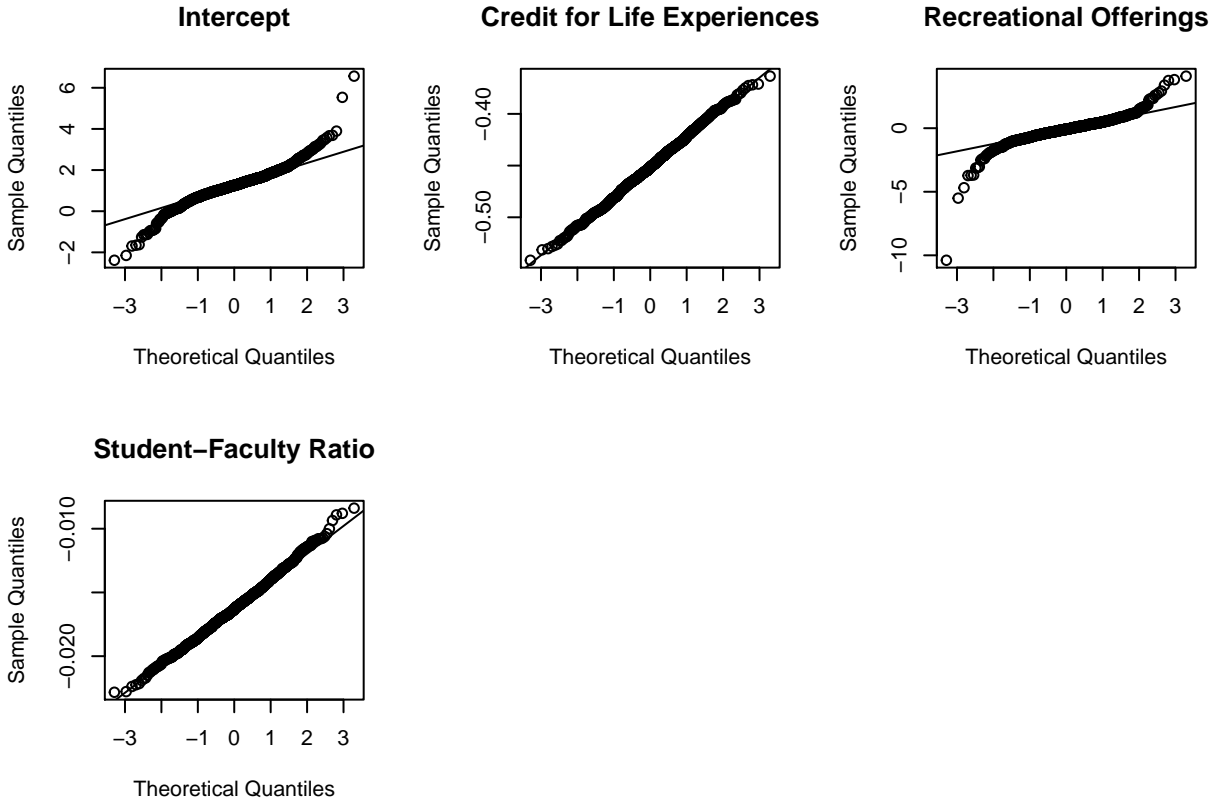 Intercept
Sample Quantiles
6
4
2
0
−2
−3 −1 0 1 2 3
Theoretical Quantiles
Credit for Life Experiences
Sample Quantiles
−0.40
−0.50
−3 −1 0 1 2 3
Theoretical Quantiles
Recreational Offerings
Sample Quantiles
0
−5
−10
−3 −1 0 1 2 3
Theoretical Quantiles
Student−Faculty Ratio
Sample Quantiles
−0.010
−0.020
−3 −1 0 1 2 3
Theoretical Quantiles